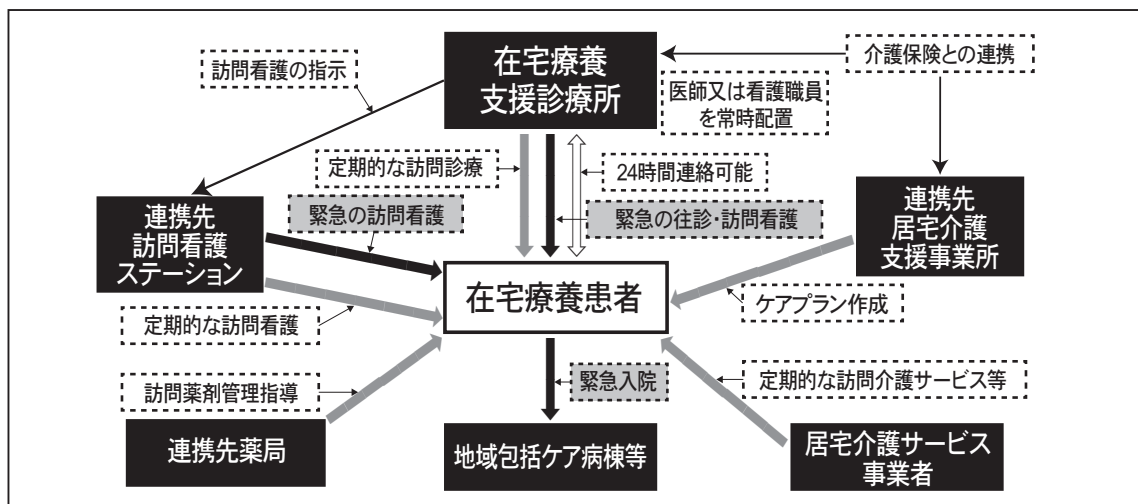 訪問看護の指示
在宅療養
支援診療所
介護保険との連携
医師又は看護職員
を常時配置
定期的な訪問診療
24時間連絡可能
緊急の訪問看護
緊急の往診・訪問看護
連携先
訪問看護
ステーション
連携先
居宅介護
支援事業所
在宅療養患者
定期的な訪問看護
ケアプラン作成
訪問薬剤管理指導
緊急入院
定期的な訪問介護サービス等
連携先薬局
地域包括ケア病棟等
居宅介護サービス
事業者